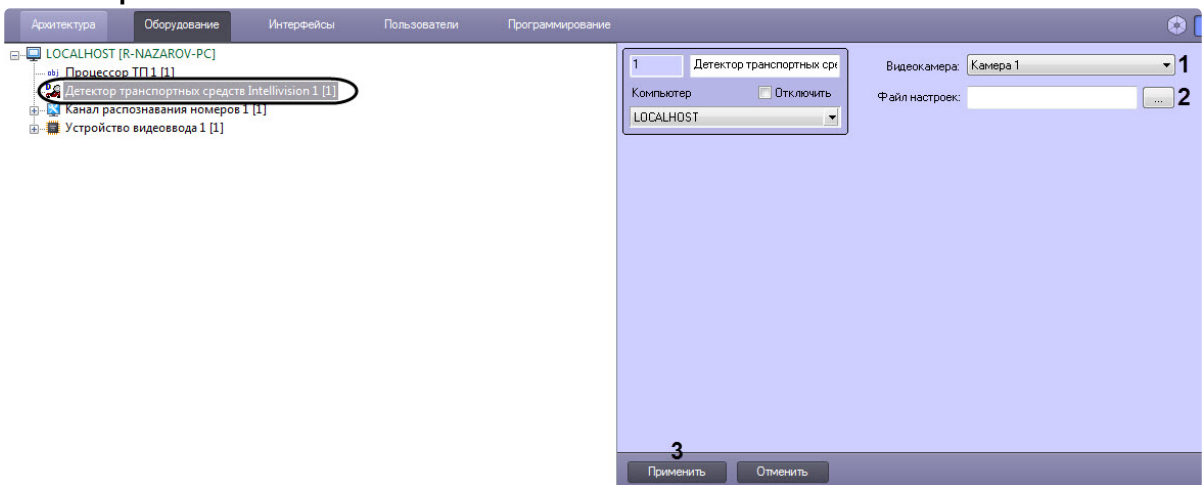 Архитектура Оборудование Интерфейсы Пользователи Программирование
LOCALHOST [R-NAZAROV-PC]
obj Процессор ТП 1 [1]
Детектор транспортных средств Intellivision 1 [1]
Канал распознавания номеров 1 [1]
Устройство видеоввода 1 [1]
1 Детектор транспортных сре
Компьютер Отключить
LOCALHOST
Видеокамера: Камера 1 1
Файл настроек: ... 2
3
Применить Отменить